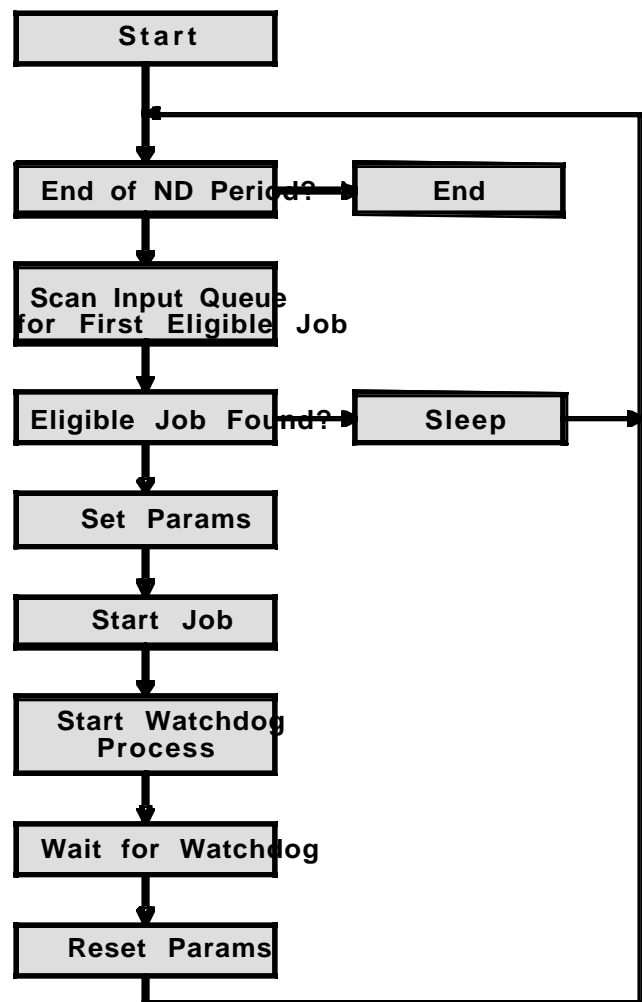 Start
End of ND Period?
End
Scan Input Queue
for First Eligible Job
Eligible Job Found?
Sleep
Set Params
Start Job
Start Watchdog
Process
Wait for Watchdog
Reset Params